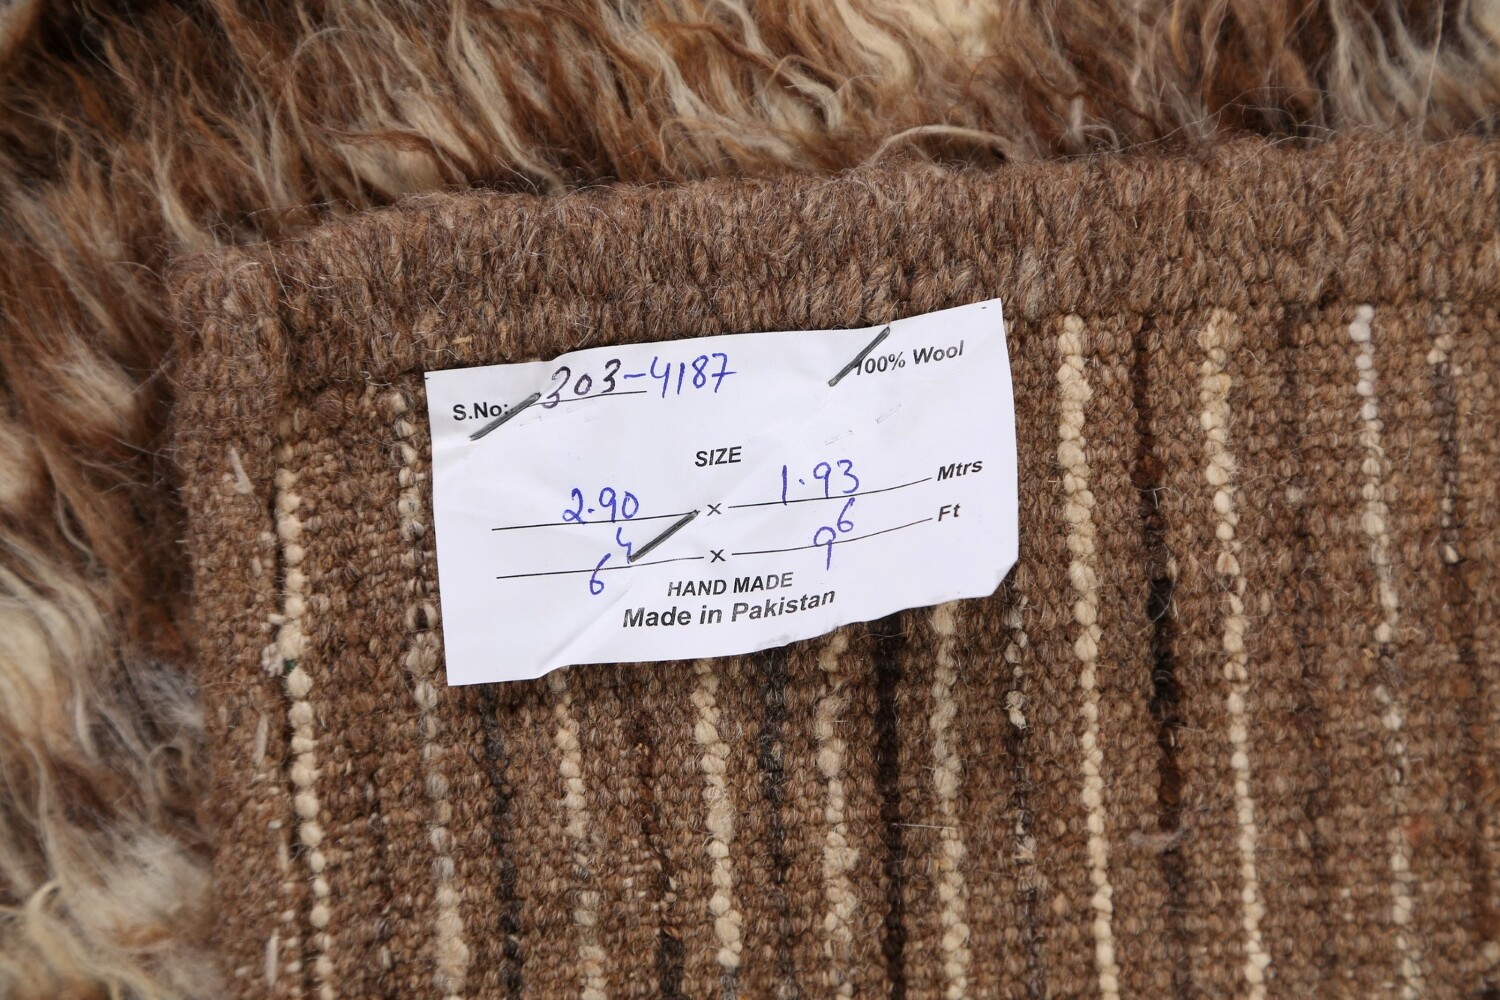 S.No: 303-4187 100% Wool
SIZE
2.90 x 1.93 Mtrs
6 4 x 9 6 Ft
HAND MADE
Made in Pakistan